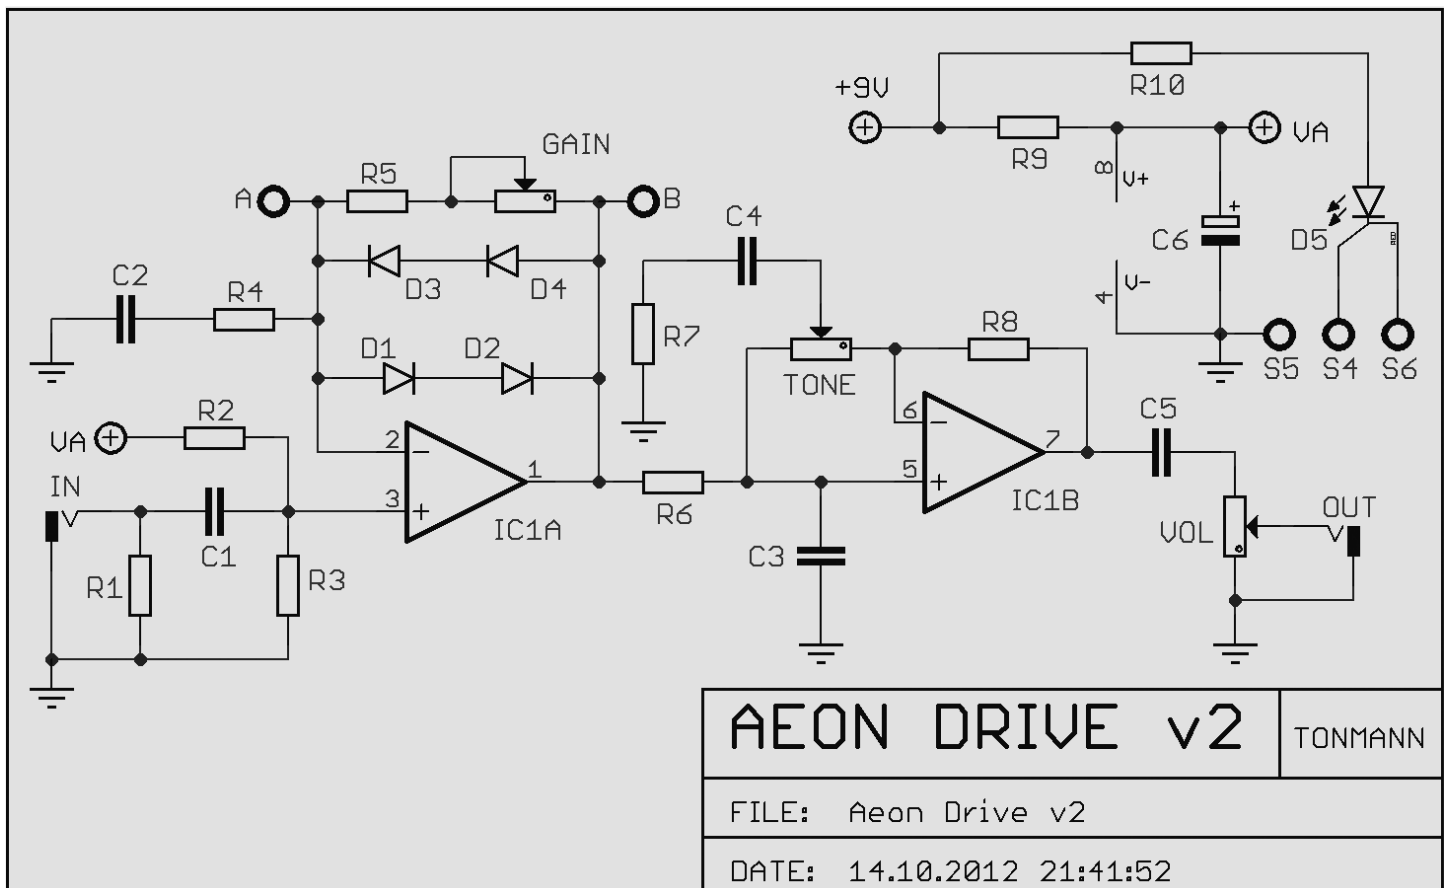 +9V
R10
R9
VA
8
V+
C6
+
D5
4
V-
S5
S4
S6
GAIN
R5
A
B
C4
D3
D4
C2
R4
R7
R8
D1
D2
TONE
R2
VA
2
6
7
C5
1
5
IN
3
IC1A
R6
IC1B
OUT
VOL
C1
C3
R1
R3
AEON DRIVE v2
TONMANN
FILE: Aeon Drive v2
DATE: 14.10.2012 21:41:52